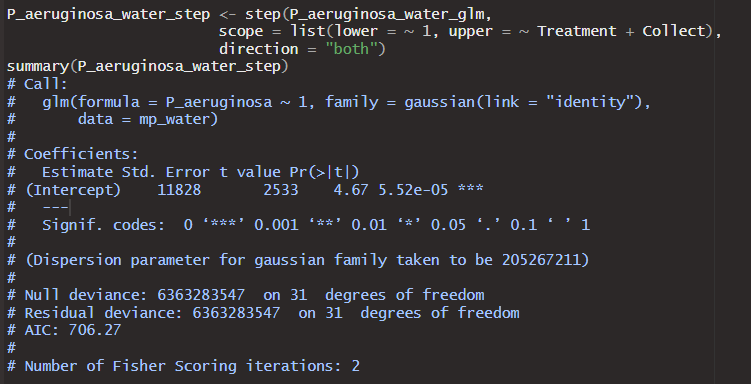 P_aeruginosa_water_step <- step(P_aeruginosa_water_glm,
                                scope = list(lower = ~ 1, upper = ~ Treatment + Collect),
                                direction = "both")
summary(P_aeruginosa_water_step)
# Call:
#   glm(formula = P_aeruginosa ~ 1, family = gaussian(link = "identity"),
#       data = mp_water)
#
# Coefficients:
#   Estimate Std. Error t value Pr(>|t|)
# (Intercept)    11828       2533    4.67 5.52e-05 ***
#   ---
#   Signif. codes:  0 ‘***’ 0.001 ‘**’ 0.01 ‘*’ 0.05 ‘.’ 0.1 ‘ ’ 1
#
# (Dispersion parameter for gaussian family taken to be 205267211)
#
# Null deviance: 6363283547  on 31  degrees of freedom
# Residual deviance: 6363283547  on 31  degrees of freedom
# AIC: 706.27
#
# Number of Fisher Scoring iterations: 2